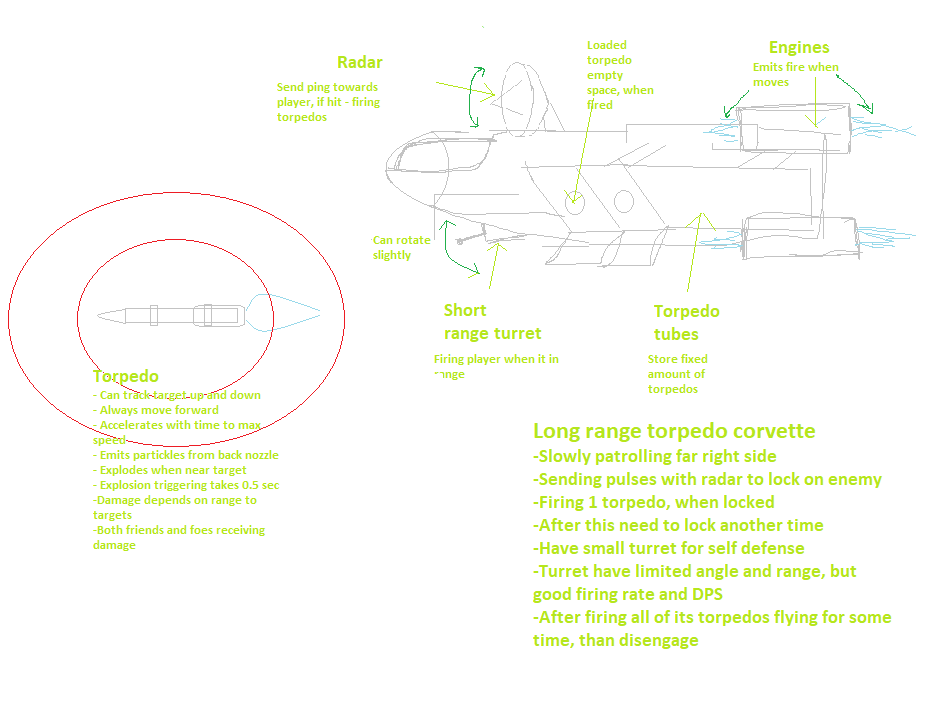 Radar
Send ping towards
player, if hit - firing
torpedos
Loaded
torpedo
empty
space, when
fired
Engines
Emits fire when
moves
Can rotate
slightly
Short
range turret
Firing player when it in
range
Torpedo
tubes
Store fixed
amount of
torpedos
Torpedo
- Can track target up and down
- Always move forward
- Accelerates with time to max
speed
- Emits partickles from back nozzle
- Explodes when near target
- Explosion triggering takes 0.5 sec
-Damage depends on range to
targets
-Both friends and foes receiving
damage
Long range torpedo corvette
-Slowly patrolling far right side
-Sending pulses with radar to lock on enemy
-Firing 1 torpedo, when locked
-After this need to lock another time
-Have small turret for self defense
-Turret have limited angle and range, but
good firing rate and DPS
-After firing all of its torpedos flying for some
time, than disengage